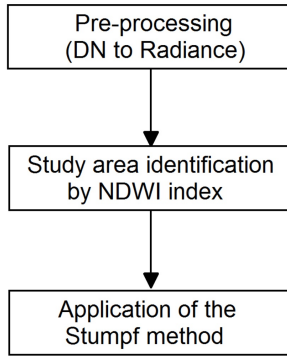 Pre-processing
(DN to Radiance)
Study area identification
by NDWI index
Application of the
Stumpf method